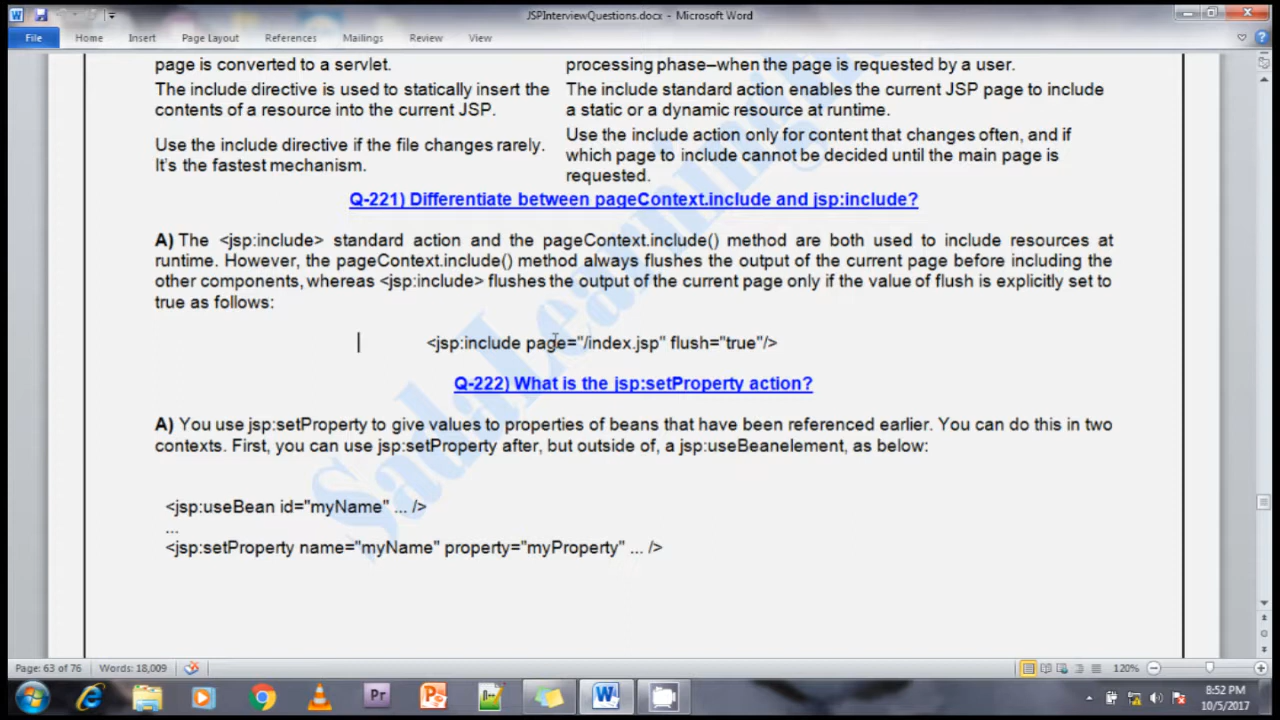 JSPInterviewQuestions.docx - Microsoft Word
File Home Insert Page Layout References Mailings Review View
page is converted to a servlet.
processing phase–when the page is requested by a user.
The include directive is used to statically insert the
contents of a resource into the current JSP.
The include standard action enables the current JSP page to include
a static or a dynamic resource at runtime.
Use the include directive if the file changes rarely.
It's the fastest mechanism.
Use the include action only for content that changes often, and if
which page to include cannot be decided until the main page is
requested.
Q-221) Differentiate between pageContext.include and jsp:include?
A) The <jsp:include> standard action and the pageContext.include() method are both used to include resources at
runtime. However, the pageContext.include() method always flushes the output of the current page before including the
other components, whereas <jsp:include> flushes the output of the current page only if the value of flush is explicitly set to
true as follows:
<jsp:include page="/index.jsp" flush="true"/>
Q-222) What is the jsp:setProperty action?
A) You use jsp:setProperty to give values to properties of beans that have been referenced earlier. You can do this in two
contexts. First, you can use jsp:setProperty after, but outside of, a jsp:useBeanelement, as below:
<jsp:useBean id="myName" ... />
...
<jsp:setProperty name="myName" property="myProperty" ... />
Page: 63 of 76 Words: 18,009 120%
Pr
8:52 PM
10/5/2017